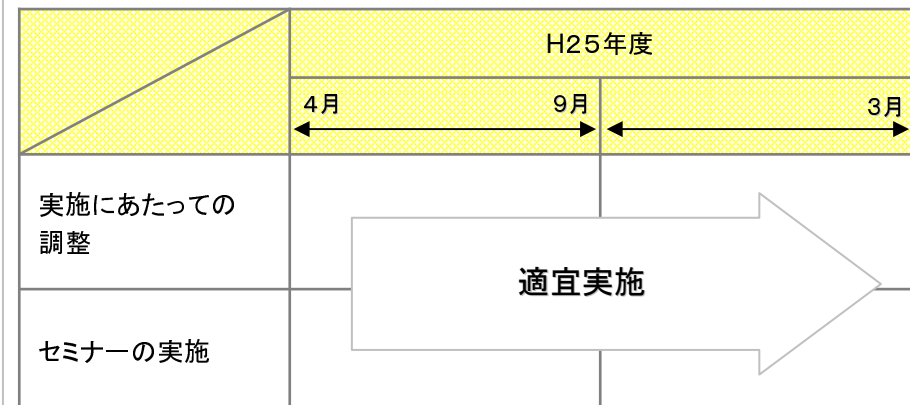 H25年度
4月
9月
3月
実施にあたっての
調整
適宜実施
セミナーの実施